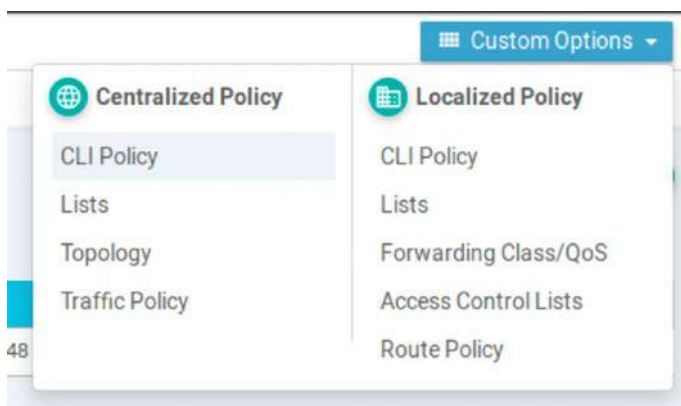 Custom Options
Centralized Policy
CLI Policy
Lists
Topology
Traffic Policy
Localized Policy
CLI Policy
Lists
Forwarding Class/QoS
Access Control Lists
Route Policy
48